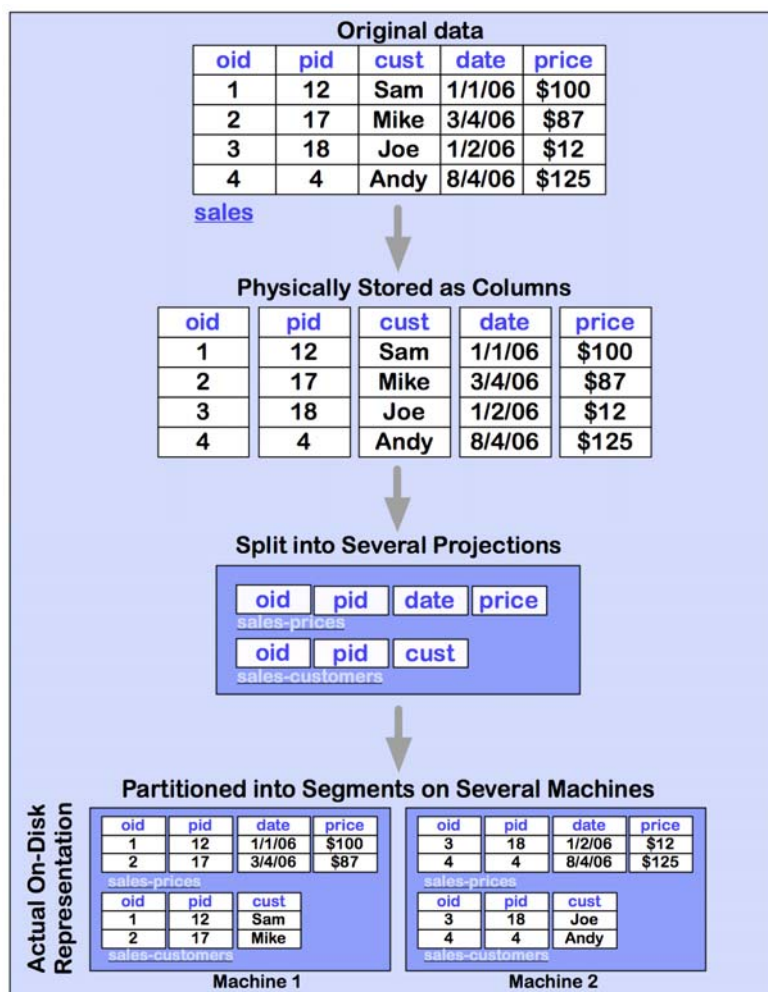 Original data
oid pid cust date price
1 12 Sam 1/1/06 $100
2 17 Mike 3/4/06 $87
3 18 Joe 1/2/06 $12
4 4 Andy 8/4/06 $125
sales
Physically Stored as Columns
oid pid cust date price
1 12 Sam 1/1/06 $100
2 17 Mike 3/4/06 $87
3 18 Joe 1/2/06 $12
4 4 Andy 8/4/06 $125
Split into Several Projections
oid pid date price
sales-prices
oid pid cust
sales-customers
Partitioned into Segments on Several Machines
Actual On-Disk
Representation
oid pid date price
1 12 1/1/06 $100
2 17 3/4/06 $87
sales-prices
oid pid cust
1 12 Sam
2 17 Mike
sales-customers
Machine 1
oid pid date price
3 18 1/2/06 $12
4 4 8/4/06 $125
sales-prices
oid pid cust
3 18 Joe
4 4 Andy
sales-customers
Machine 2